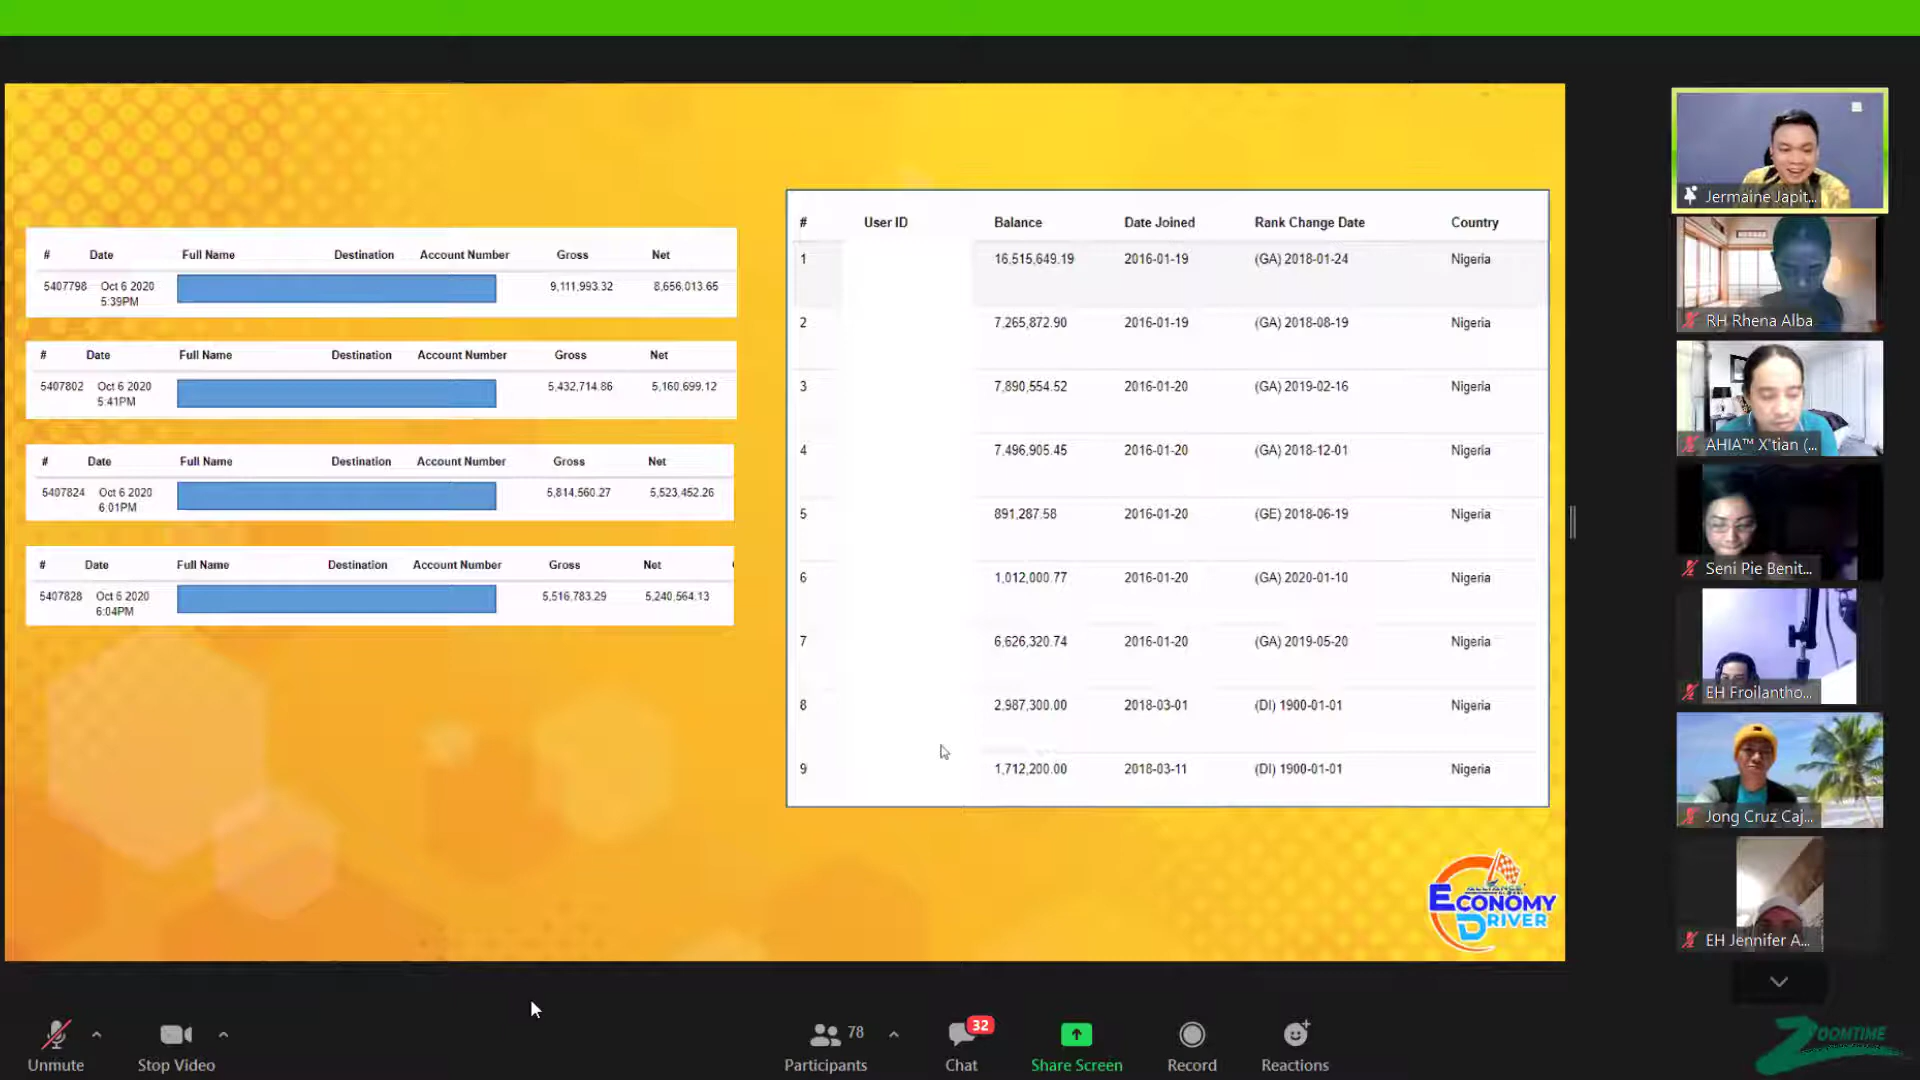 # Date Full Name Destination Account Number Gross Net
5407798 Oct 6 2020 9,111,993.32 8,656,013.65
5:39PM
# Date Full Name Destination Account Number Gross Net
5407802 Oct 6 2020 5,432,714.86 5,160,699.12
5:41PM
# Date Full Name Destination Account Number Gross Net
5407824 Oct 6 2020 5,814,560.27 5,523,452.26
6:01PM
# Date Full Name Destination Account Number Gross Net
5407828 Oct 6 2020 5,516,783.29 5,240,564.13
6:04PM
# User ID Balance Date Joined Rank Change Date Country
1 16.515,649.19 2016-01-19 (GA) 2018-01-24 Nigeria
2 7,265,872.90 2016-01-19 (GA) 2018-08-19 Nigeria
3 7,890,554.52 2016-01-20 (GA) 2019-02-16 Nigeria
4 7,496,905.45 2016-01-20 (GA) 2018-12-01 Nigeria
5 891,287.58 2016-01-20 (GE) 2018-06-19 Nigeria
6 1,012,000.77 2016-01-20 (GA) 2020-01-10 Nigeria
7 6,626,320.74 2016-01-20 (GA) 2019-05-20 Nigeria
8 2,987,300.00 2018-03-01 (DI) 1900-01-01 Nigeria
9 1,712,200.00 2018-03-11 (DI) 1900-01-01 Nigeria
ALLIANCE
ECONOMY
DRIVER
Jermaine Japit...
RH Rhena Alba
AHIA™ X'tian (...
Seni Pie Benit...
EH Froilantho...
Jong Cruz Caj...
EH Jennifer A...
Unmute
Stop Video
78
Participants
32
Chat
Share Screen
Record
Reactions
ZOOMTIME